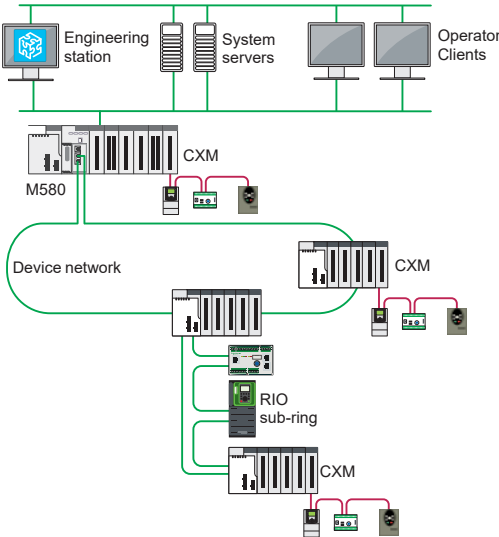 Engineering
station
System
servers
Operator
Clients
CXM
M580
Device network
CXM
RIO
sub-ring
CXM